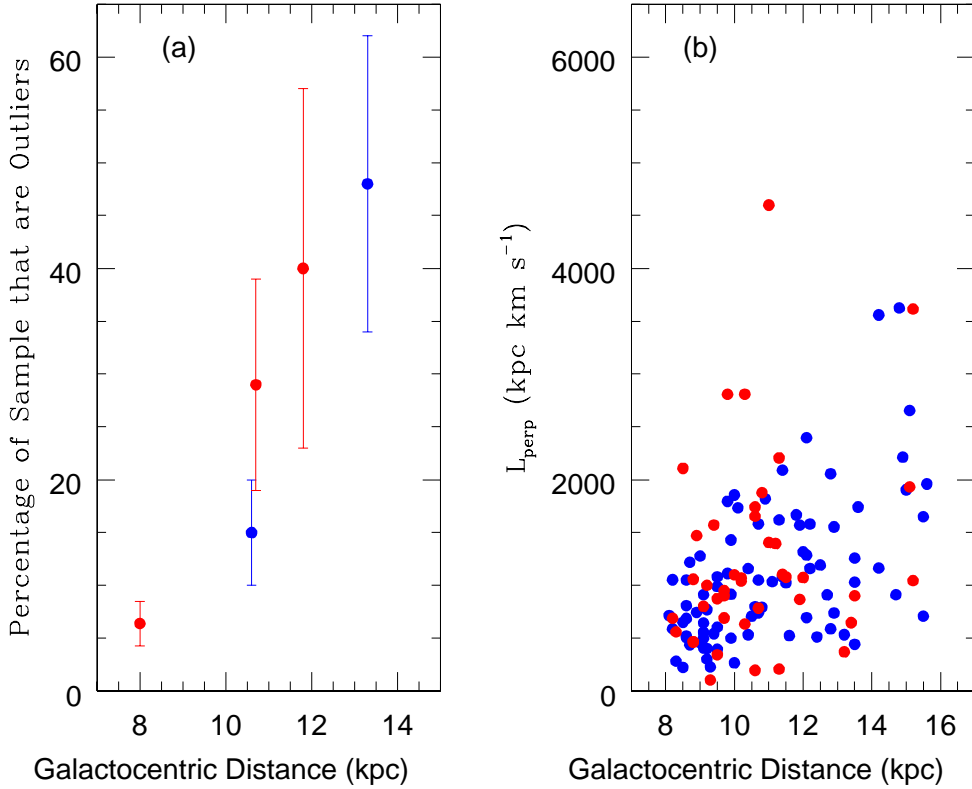 (a)
Percentage of Sample that are Outliers
60
40
20
0
8
10
12
14
Galactocentric Distance (kpc)
(b)
L_perp (kpc km s^-1)
6000
4000
2000
0
8
10
12
14
16
Galactocentric Distance (kpc)